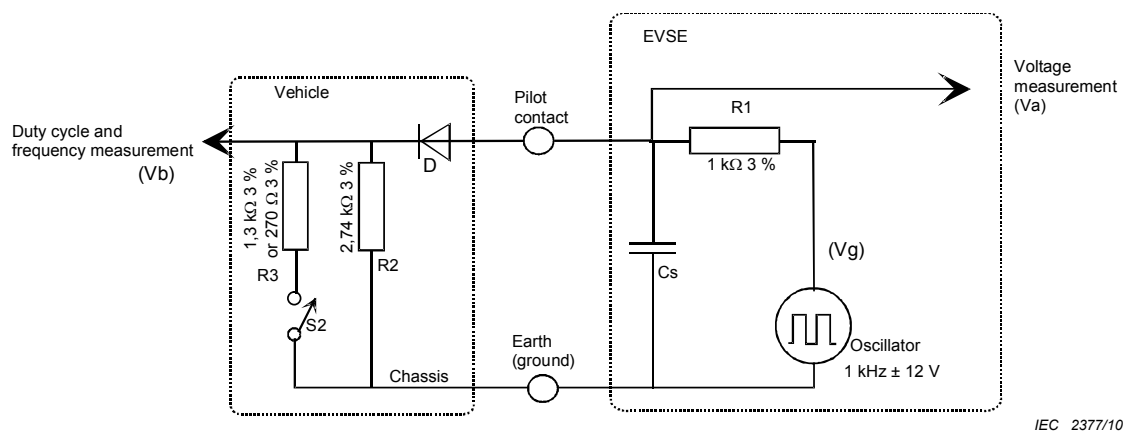 EVSE
Vehicle
Pilot
contact
Voltage
measurement
(Va)
R1
1 kΩ 3 %
Duty cycle and
frequency measurement
(Vb)
D
1,3 kΩ 3 %
or 270 Ω 3 %
2,74 kΩ 3 %
R3
R2
S2
Cs
(Vg)
Earth
(ground)
Chassis
Oscillator
1 kHz ± 12 V
IEC 2377/10